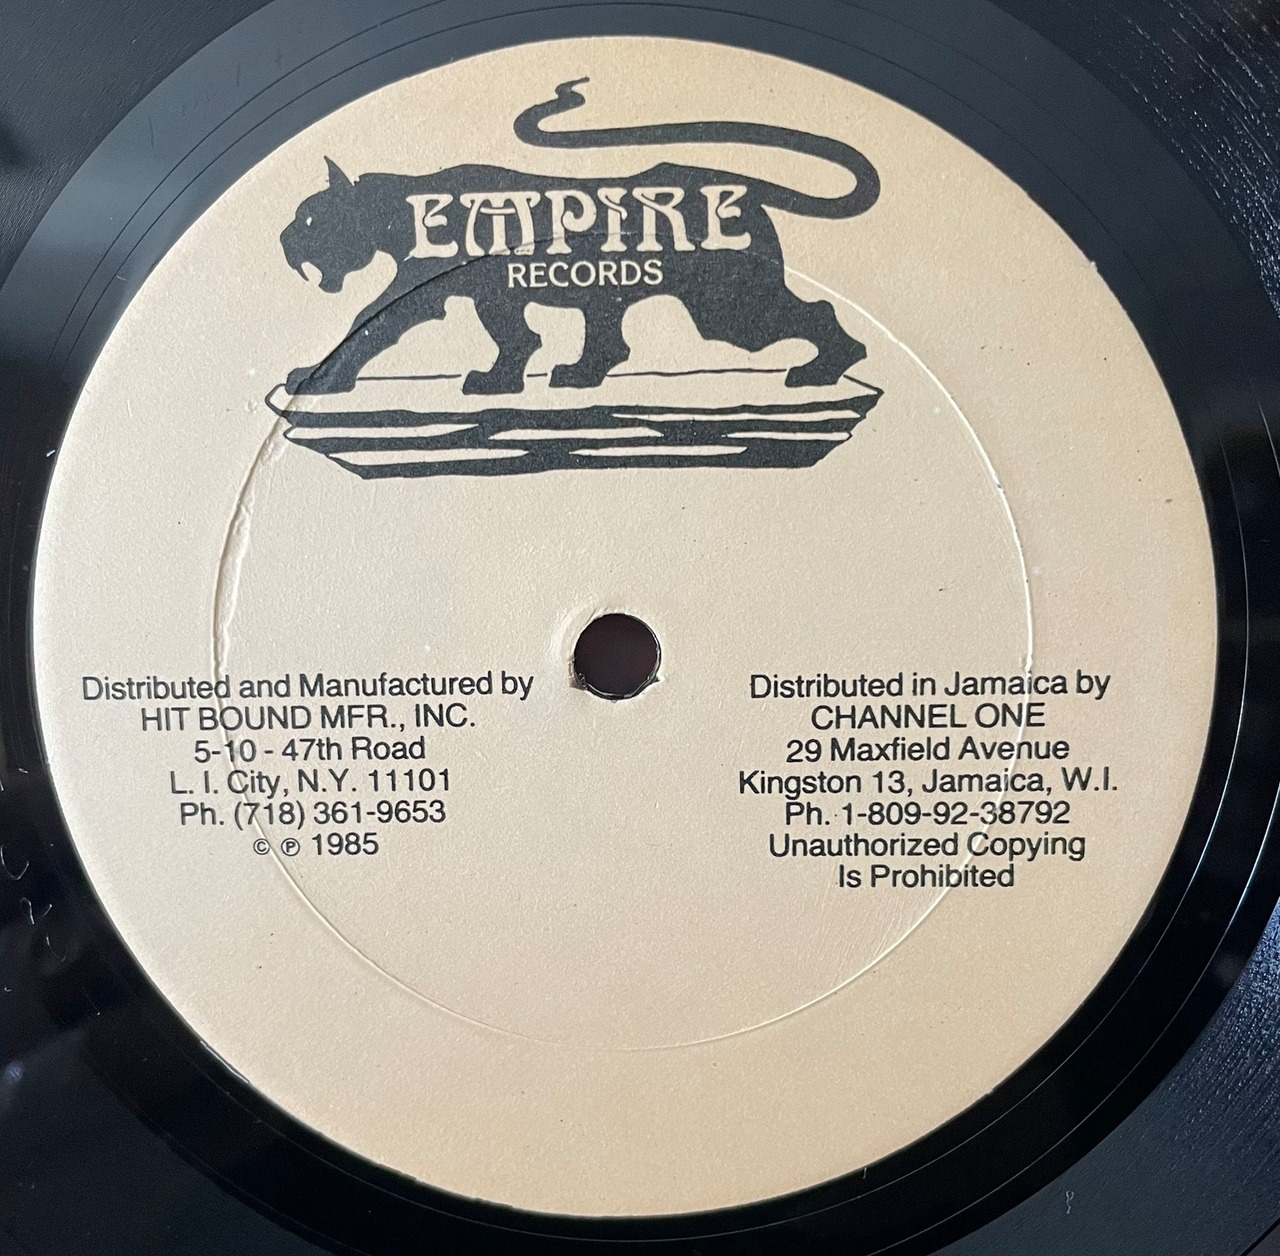 EMPIRE
RECORDS
Distributed and Manufactured by
HIT BOUND MFR., INC.
5-10 - 47th Road
L. I. City, N.Y. 11101
Ph. (718) 361-9653
© ℗ 1985
Distributed in Jamaica by
CHANNEL ONE
29 Maxfield Avenue
Kingston 13, Jamaica, W.I.
Ph. 1-809-92-38792
Unauthorized Copying
Is Prohibited